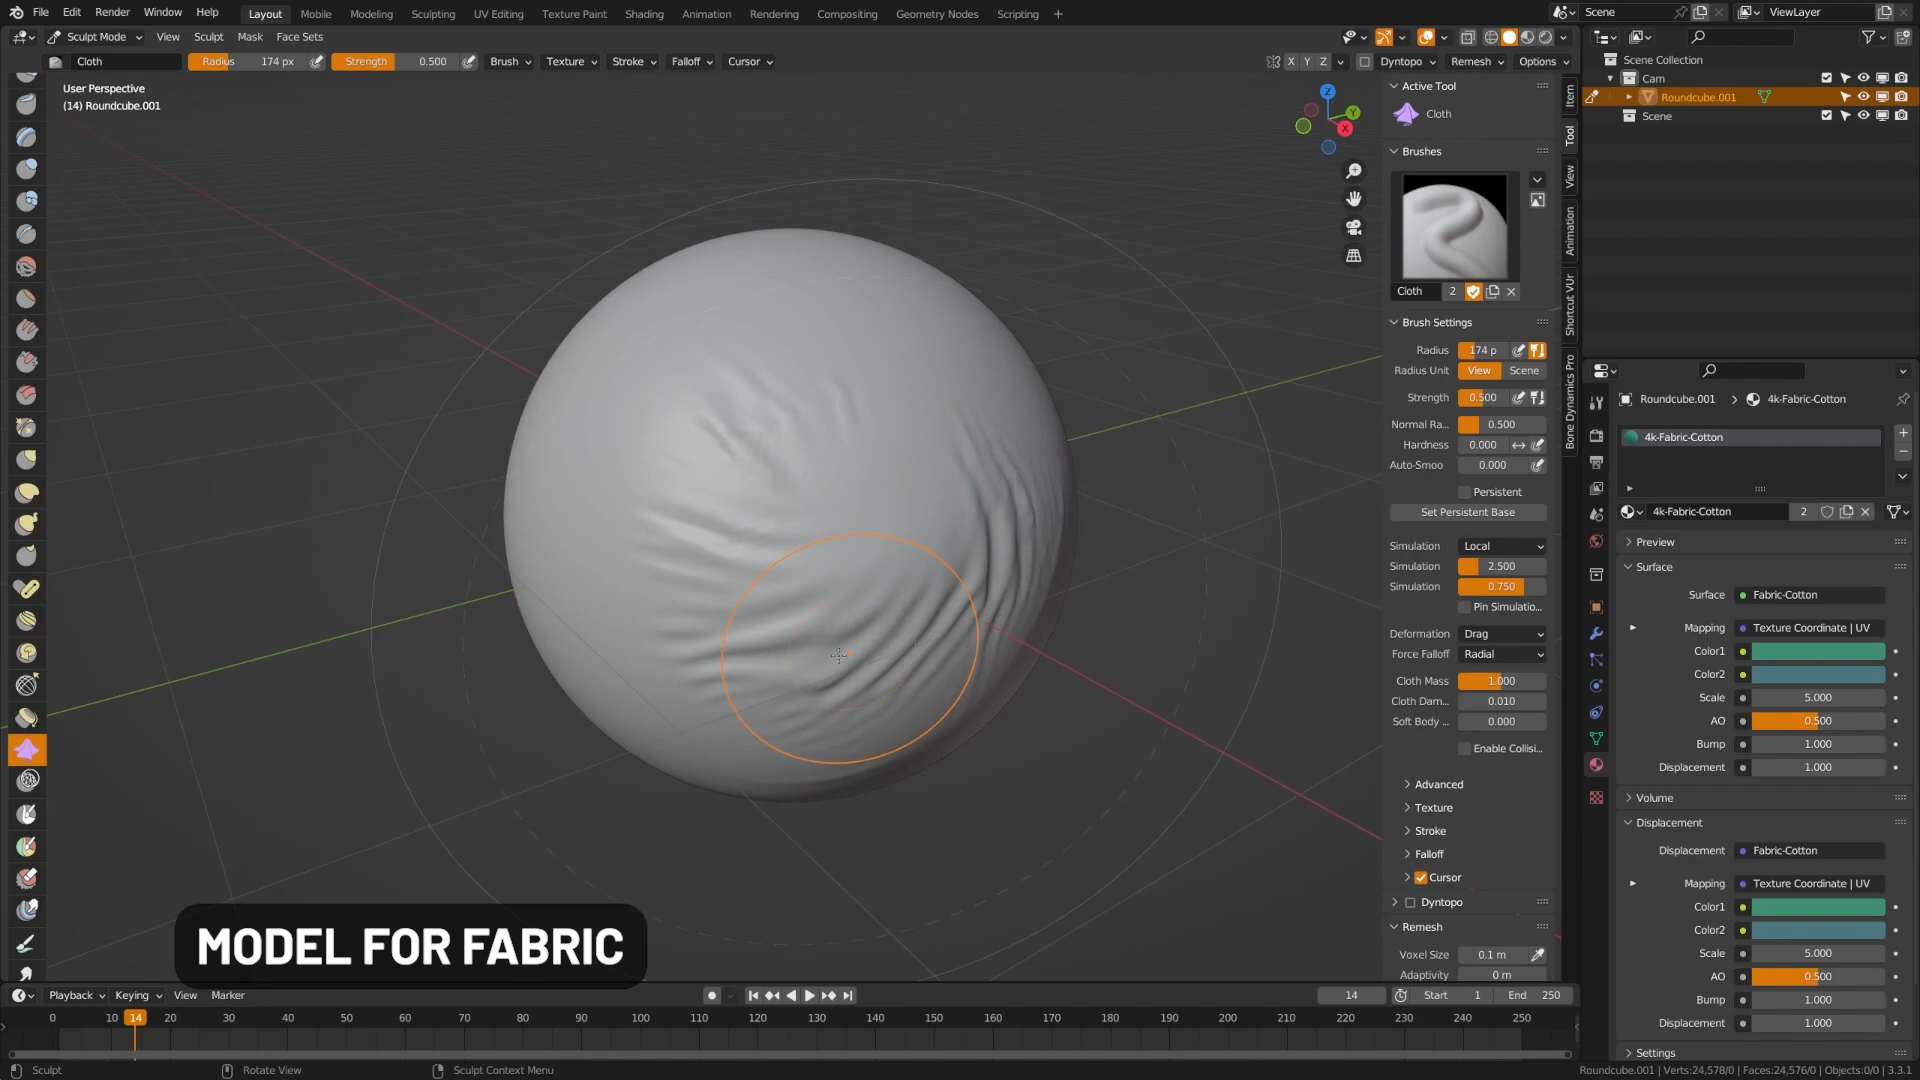 File Edit Render Window Help Layout Mobile Modeling Sculpting UV Editing Texture Paint Shading Animation Rendering Compositing Geometry Nodes Scripting + Scene ViewLayer
Sculpt Mode View Sculpt Mask Face Sets
Cloth Radius 174 px Strength 0.500 Brush Texture Stroke Falloff Cursor X Y Z Dyntopo Remesh Options
User Perspective
(14) Roundcube.001
Z
Y
X
Active Tool
Cloth
Brushes
Cloth 2
Brush Settings
Radius 174 p
Radius Unit View Scene
Strength 0.500
Normal Ra... 0.500
Hardness 0.000
Auto-Smoo 0.000
Persistent
Set Persistent Base
Simulation Local
Simulation 2.500
Simulation 0.750
Pin Simulatio...
Deformation Drag
Force Falloff Radial
Cloth Mass 1.000
Cloth Dam... 0.010
Soft Body ... 0.000
Enable Collisi...
Advanced
Texture
Stroke
Falloff
Cursor
Dyntopo
Remesh
Voxel Size 0.1 m
Adaptivity 0 m
Item
Tool
View
Animation
Shortcut VUr
Bone Dynamics Pro
Scene Collection
Cam
Roundcube.001
Scene
Roundcube.001 > 4k-Fabric-Cotton
4k-Fabric-Cotton
4k-Fabric-Cotton 2
Preview
Surface
Surface Fabric-Cotton
Mapping Texture Coordinate | UV
Color1
Color2
Scale 5.000
AO 0.500
Bump 1.000
Displacement 1.000
Volume
Displacement
Displacement Fabric-Cotton
Mapping Texture Coordinate | UV
Color1
Color2
Scale 5.000
AO 0.500
Bump 1.000
Displacement 1.000
Settings
MODEL FOR FABRIC
Playback Keying View Marker 14 Start 1 End 250
0 10 14 20 30 40 50 60 70 80 90 100 110 120 130 140 150 160 170 180 190 200 210 220 230 240 250
Sculpt Rotate View Sculpt Context Menu Roundcube.001 | Verts:24,578/0 | Faces:24,576/0 | Objects:0/0 | 3.3.1